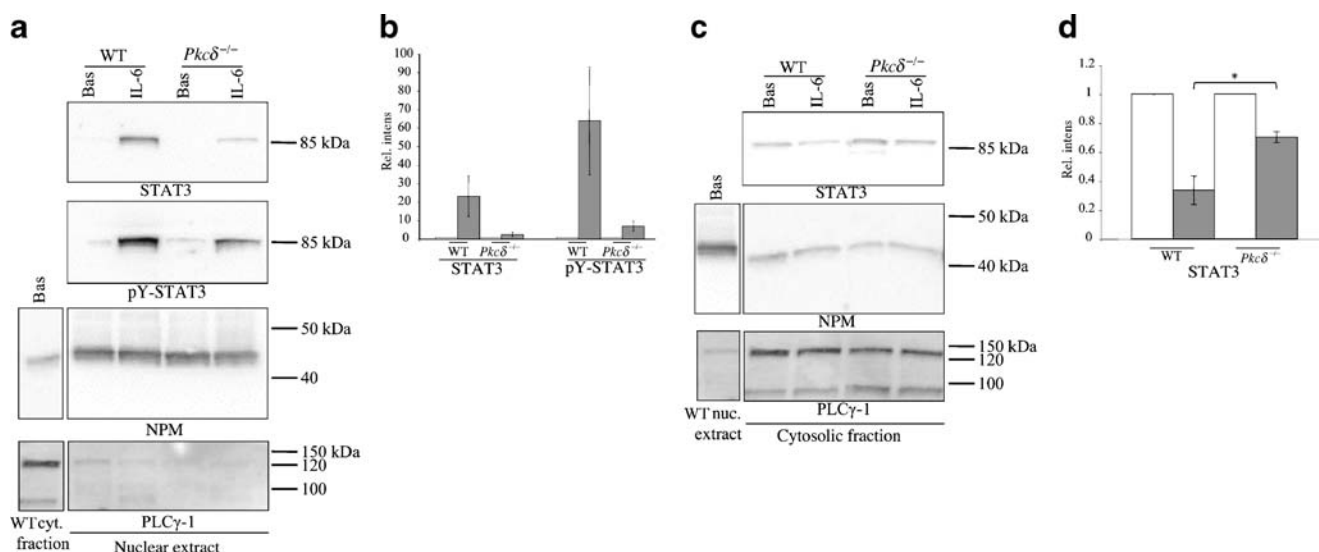 a
WT Pkcδ−/−
Bas IL-6 Bas IL-6
85 kDa
STAT3
85 kDa
pY-STAT3
Bas
50 kDa
40
NPM
150 kDa
120
100
WT cyt. fraction
PLCγ-1
Nuclear extract
b
Rel. intens
100
90
80
70
60
50
40
30
20
10
0
WT Pkcδ−/− WT Pkcδ−/−
STAT3 pY-STAT3
c
WT Pkcδ−/−
Bas IL-6 Bas IL-6
85 kDa
STAT3
Bas
50 kDa
40 kDa
NPM
150 kDa
120
100
WT nuc. extract
PLCγ-1
Cytosolic fraction
d
Rel. intens
1.2
1
0.8
0.6
0.4
0.2
0
*
WT Pkcδ−/−
STAT3